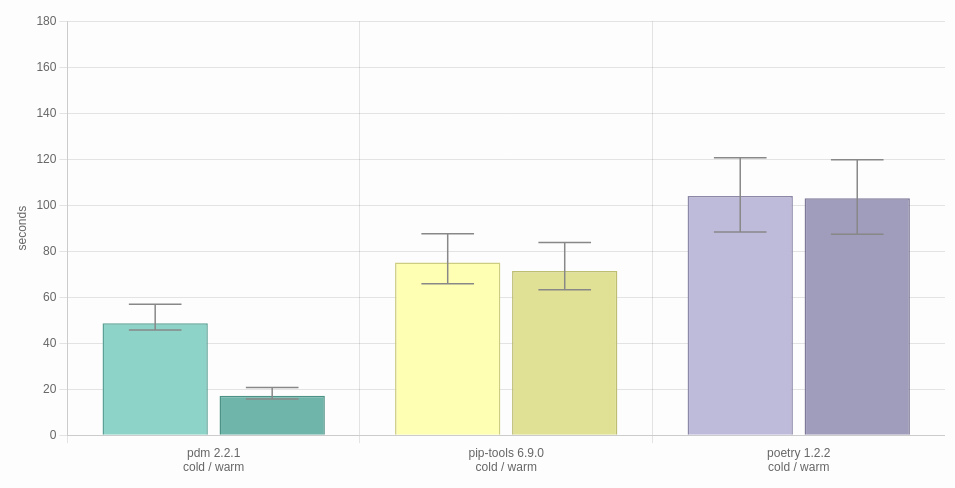 180
160
140
120
100
80
60
40
20
0
seconds
pdm 2.2.1
cold / warm
pip-tools 6.9.0
cold / warm
poetry 1.2.2
cold / warm